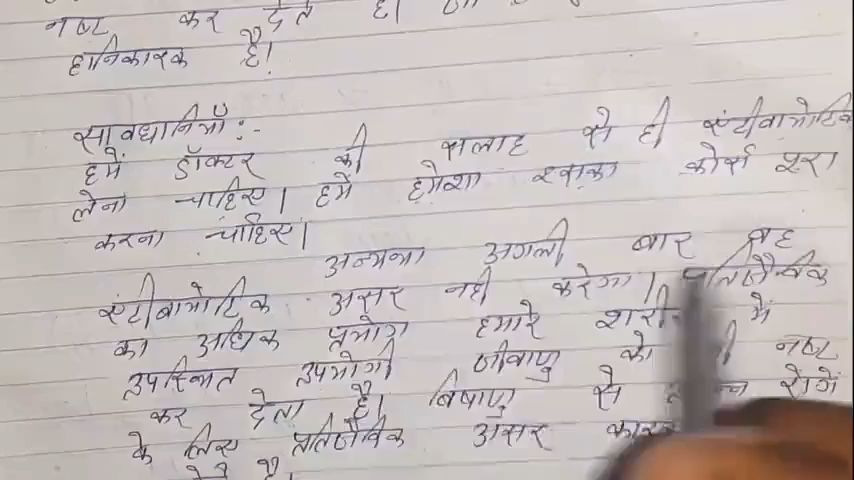 नष्ट कर देते है।
हानिकारक है।
सावधानियाँ:-
हमें डॉक्टर की सलाह से ही एंटीबायोटिक
लेना चाहिए। हमें हमेशा इसका कोर्स पूरा
करना चाहिए।
अन्यथा अगली बार यह
एंटीबायोटिक असर नही करेगा। प्रतिजैविक
का अधिक प्रयोग हमारे शरीर में
उपस्थित उपयोगी जीवाणु को भी नष्ट
कर देता है। विषाणु से रोगों
के लिए प्रतिजैविक असर